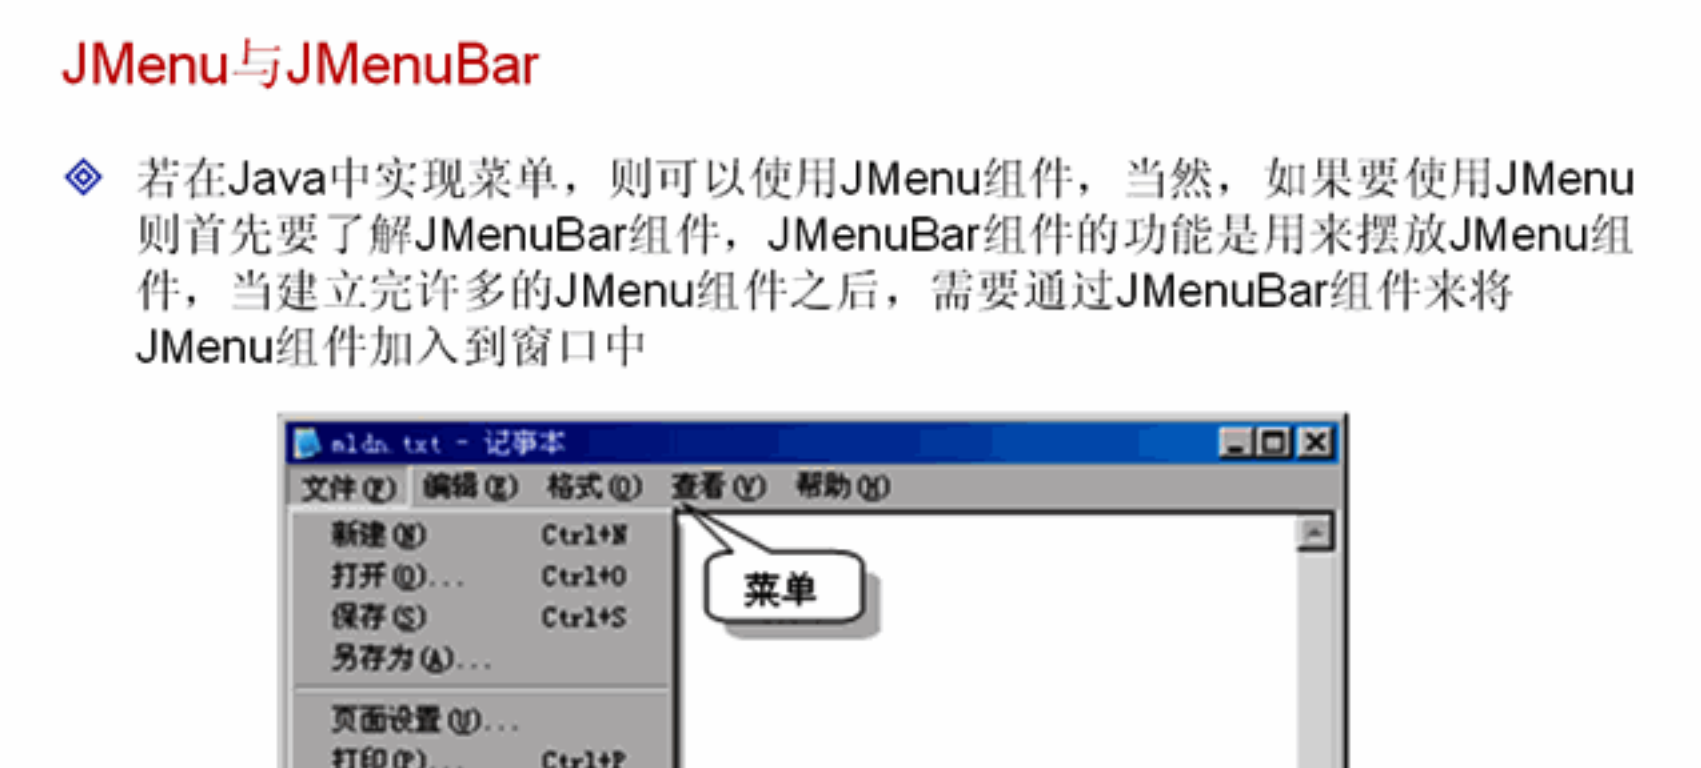 JMenu与JMenuBar
若在Java中实现菜单，则可以使用JMenu组件，当然，如果要使用JMenu
则首先要了解JMenuBar组件，JMenuBar组件的功能是用来摆放JMenu组
件，当建立完许多的JMenu组件之后，需要通过JMenuBar组件来将
JMenu组件加入到窗口中
mldn.txt - 记事本
文件(F) 编辑(E) 格式(O) 查看(V) 帮助(H)
新建(N) Ctrl+N
打开(O)... Ctrl+O
菜单
保存(S) Ctrl+S
另存为(A)...
页面设置(U)...
打印(P)... Ctrl+P